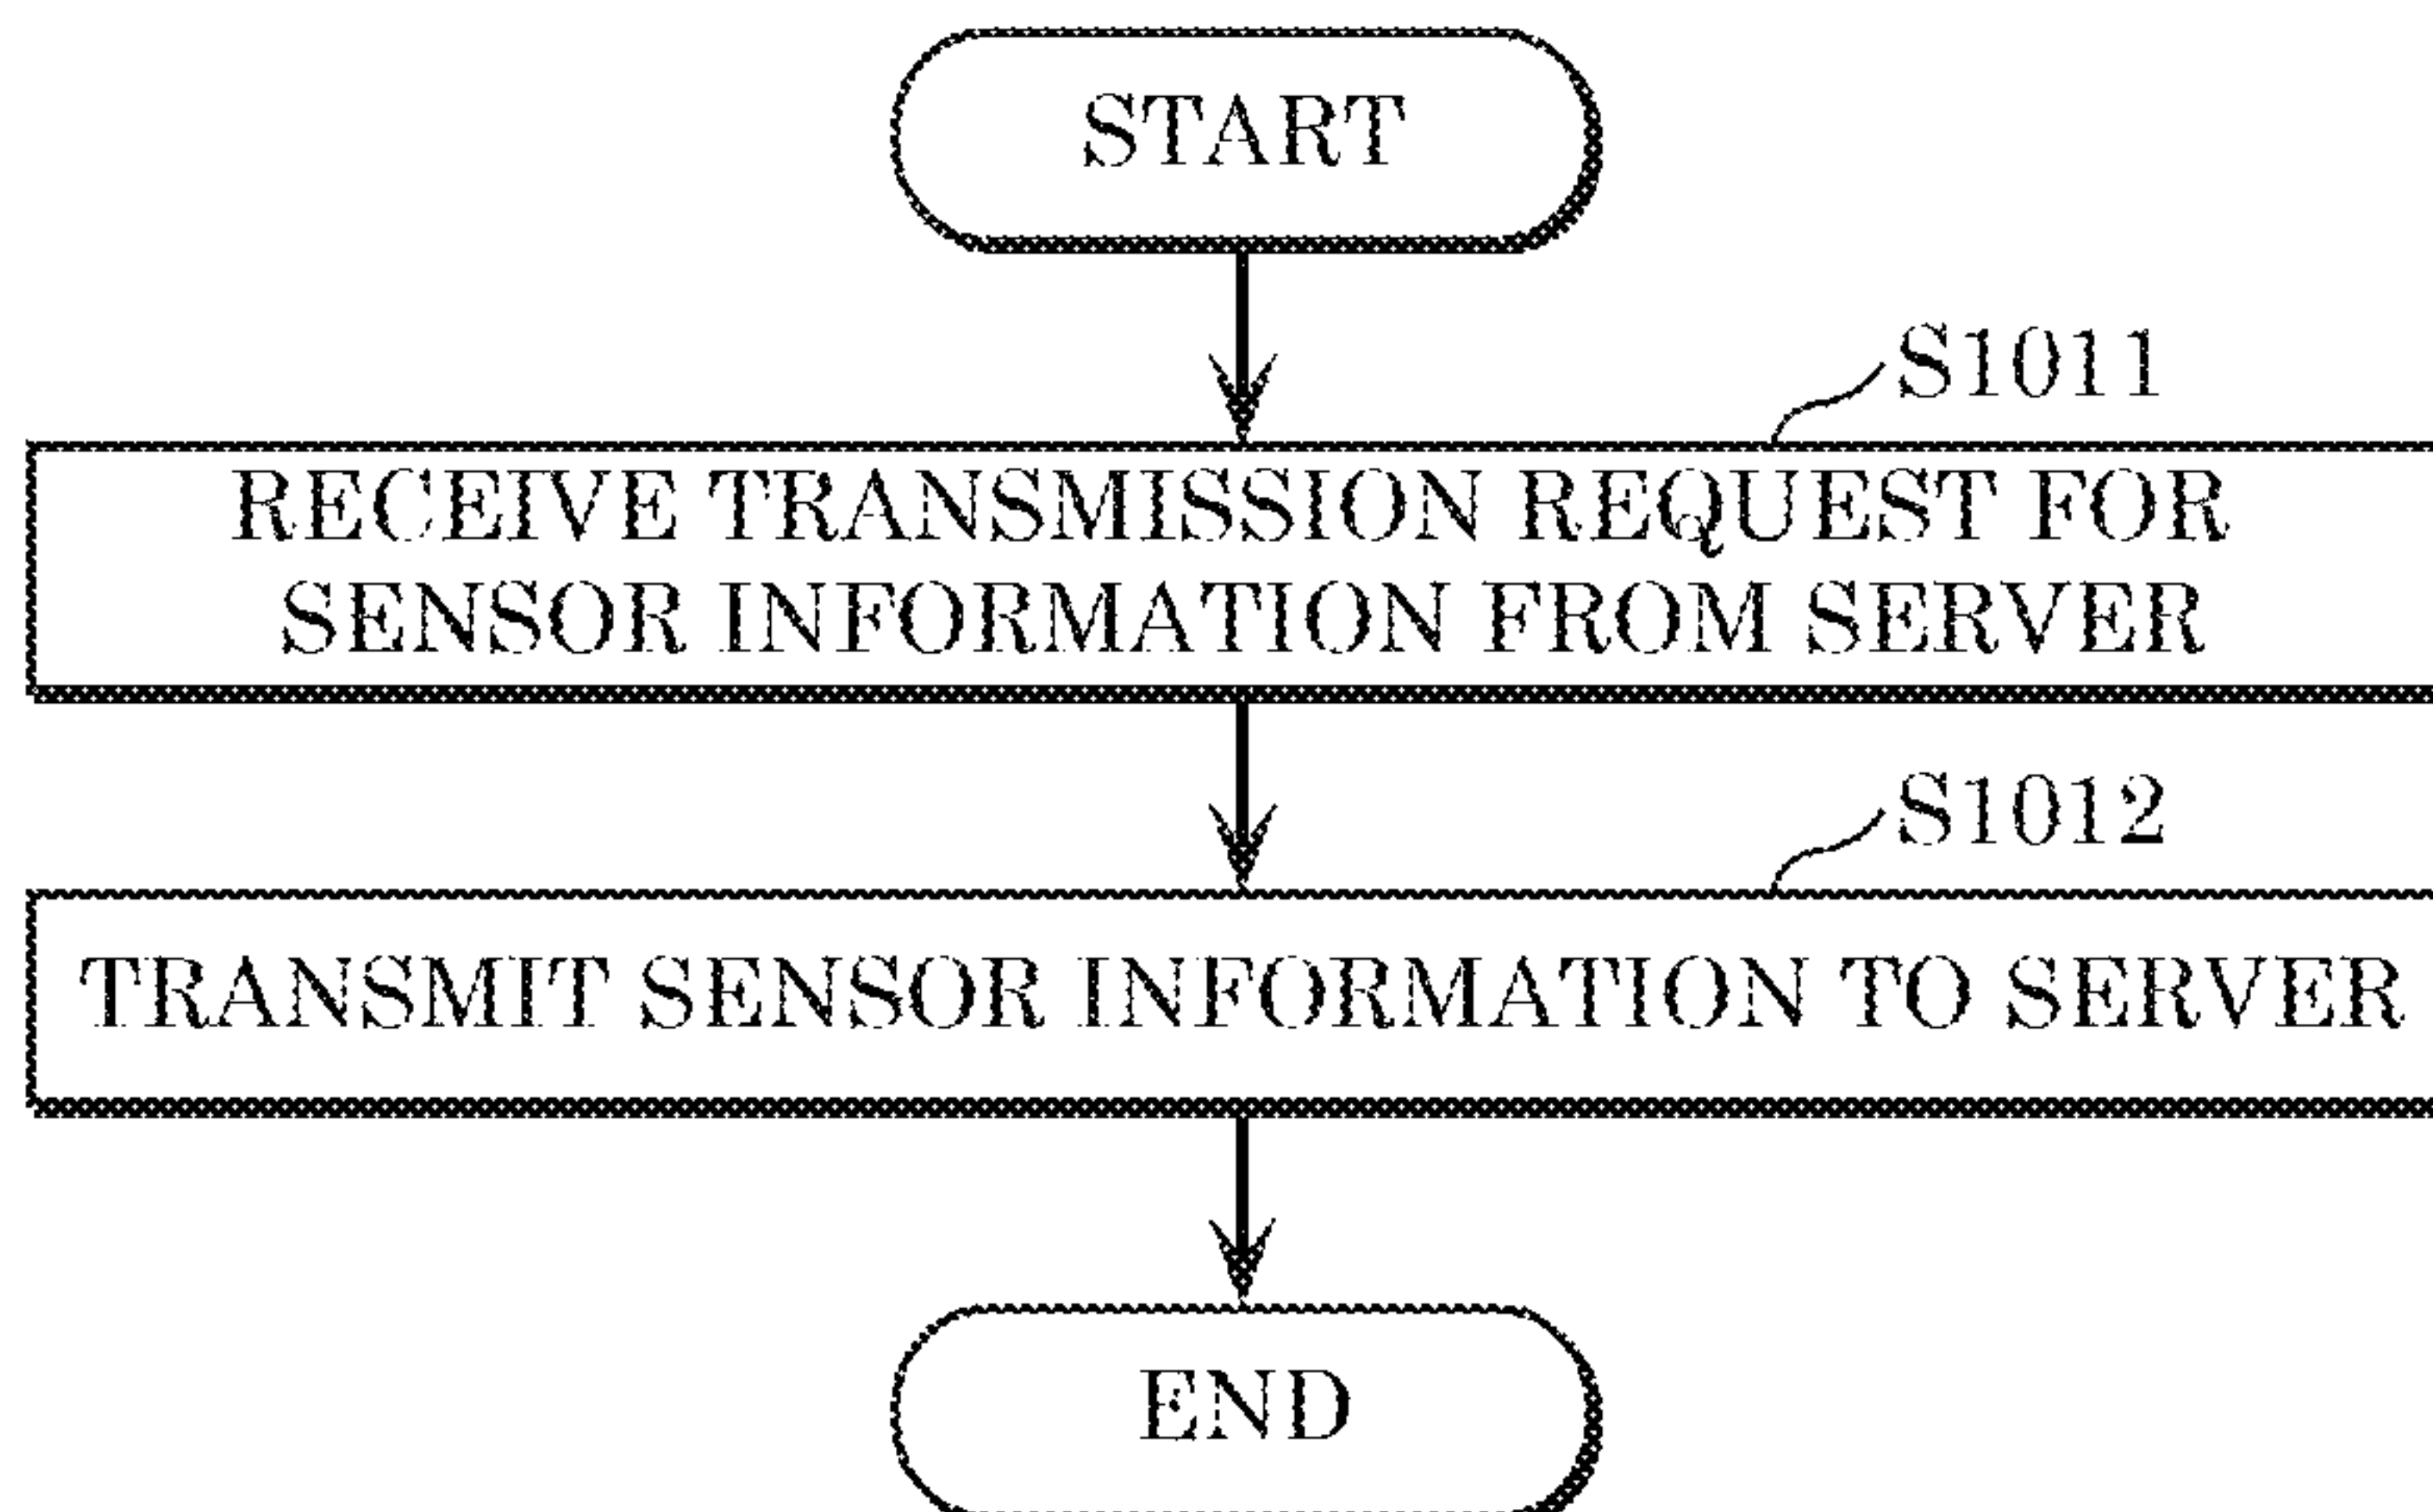 START
S1011
RECEIVE TRANSMISSION REQUEST FOR
SENSOR INFORMATION FROM SERVER
S1012
TRANSMIT SENSOR INFORMATION TO SERVER
END